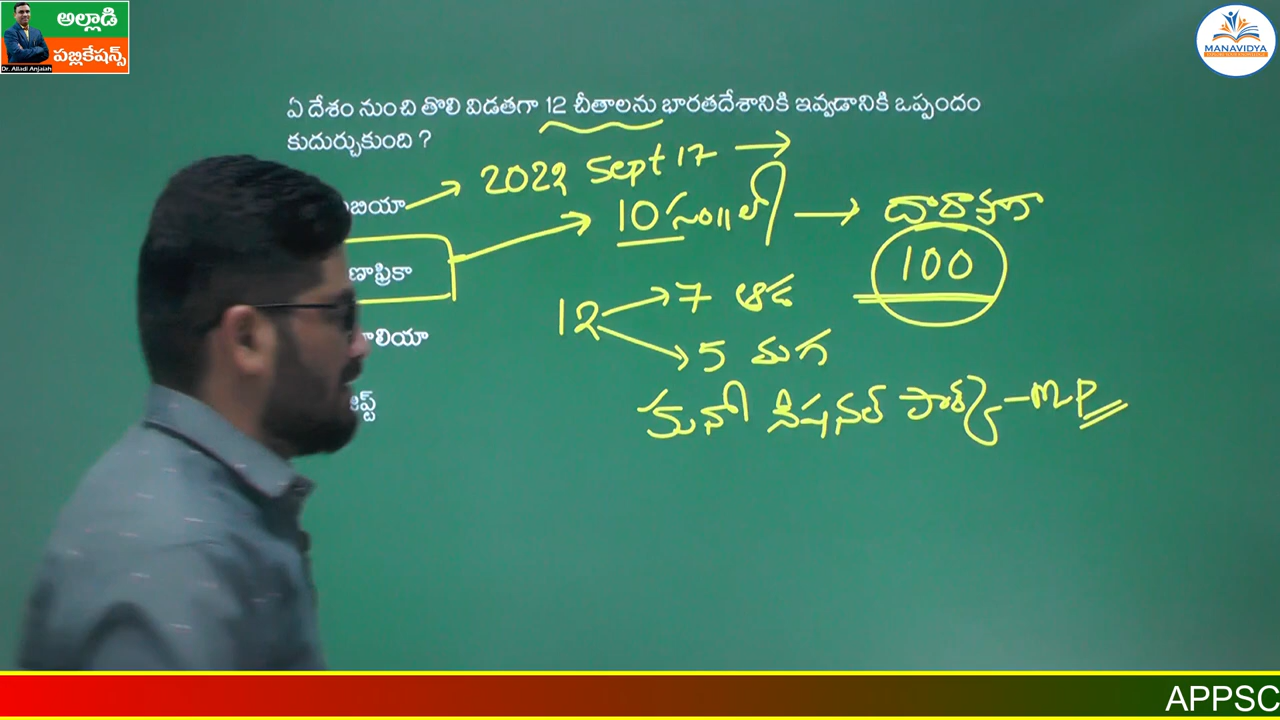 అల్లాడి
పబ్లికేషన్స్
Dr. Alladi Anjaiah
MANAVIDYA
ఏ దేశం నుంచి తొలి విడతగా 12 చీతాలను భారతదేశానికి ఇవ్వడానికి ఒప్పందం
కుదుర్చుకుంది ?
బియా → 2022 Sept 17 →
ణాఫ్రికా → 10 సం॥ల్లో → దాదాపుగా
100
12 → 7 ఆడ
→ 5 మగ
ాలియా
జిప్ట్
కునో నేషనల్ పార్క్ - MP
APPSC